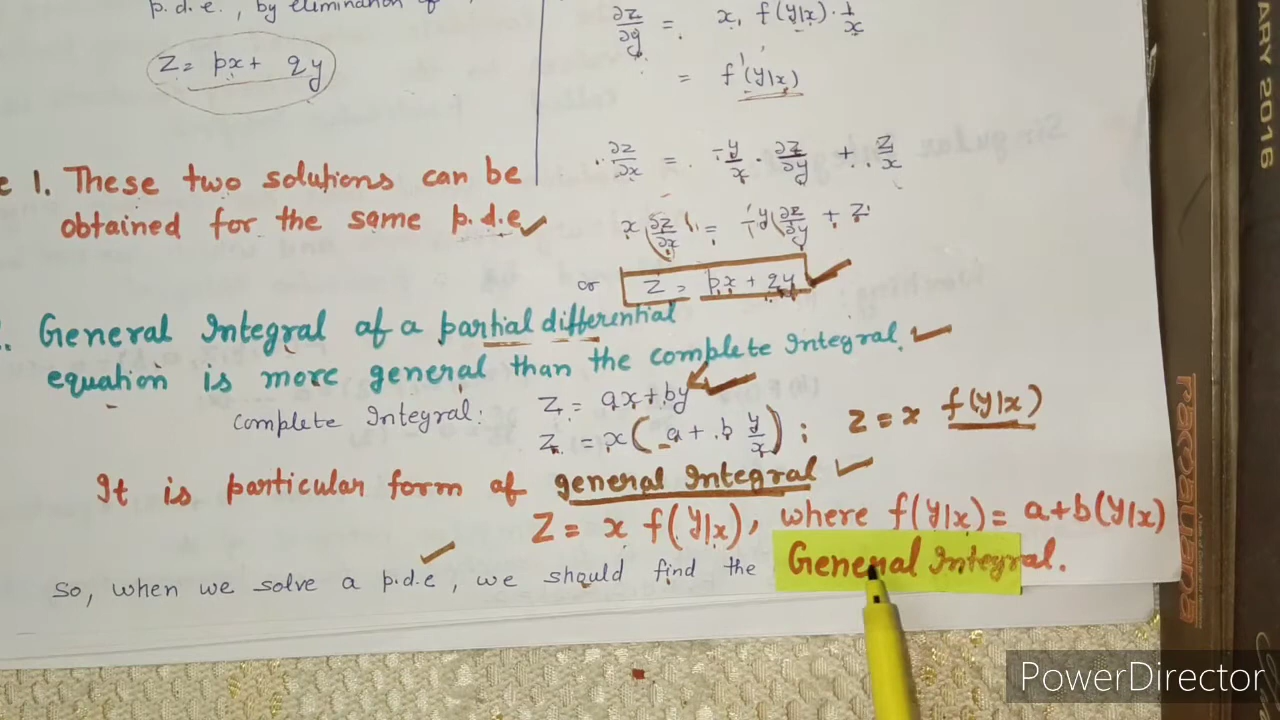 p.d.e., by elimination of
z = px + qy
∂z/∂y = x. f'(y/x) · 1/x
= f'(y/x)
∂z/∂x = -y/x · ∂z/∂y + z/x
x ∂z/∂x = -y ∂z/∂y + z
or z = px + qy
1. These two solutions can be
obtained for the same p.d.e
General Integral of a partial differential
equation is more general than the complete Integral.
Complete Integral: z = ax + by
z = x ( a + b y/x ) ; z = x f(y/x)
It is particular form of general Integral
z = x f(y/x), where f(y/x) = a+b(y/x)
So, when we solve a p.d.e, we should find the General Integral.
PowerDirector